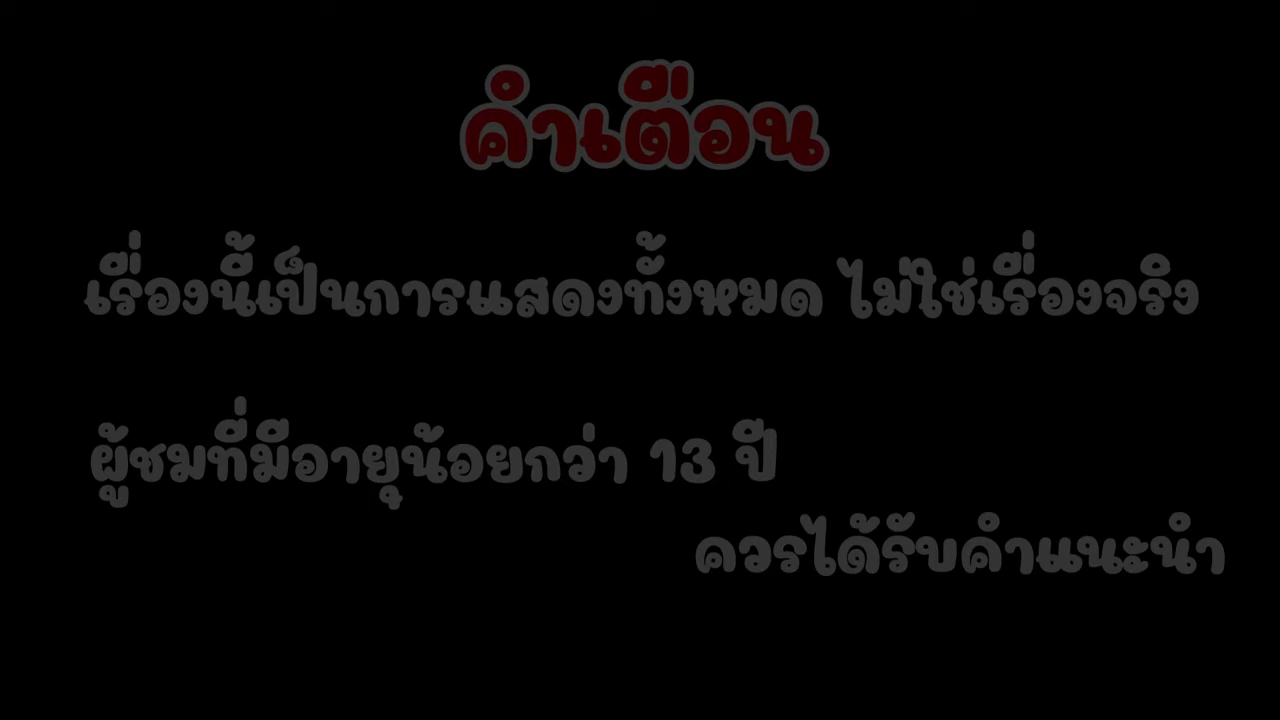 คำเตือน
เรื่องนี้เป็นการแสดงทั้งหมด ไม่ใช่เรื่องจริง
ผู้ชมที่มีอายุน้อยกว่า 13 ปี
ควรได้รับคำแนะนำ